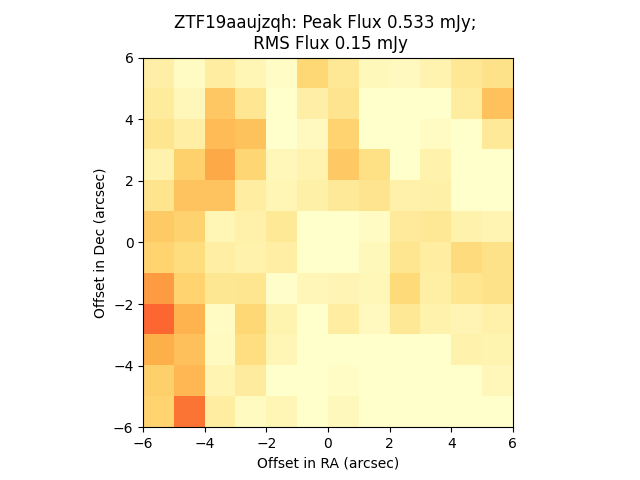 ZTF19aaujzqh: Peak Flux 0.533 mJy;
RMS Flux 0.15 mJy
6
4
2
0
−2
−4
−6
Offset in Dec (arcsec)
−6 −4 −2 0 2 4 6
Offset in RA (arcsec)